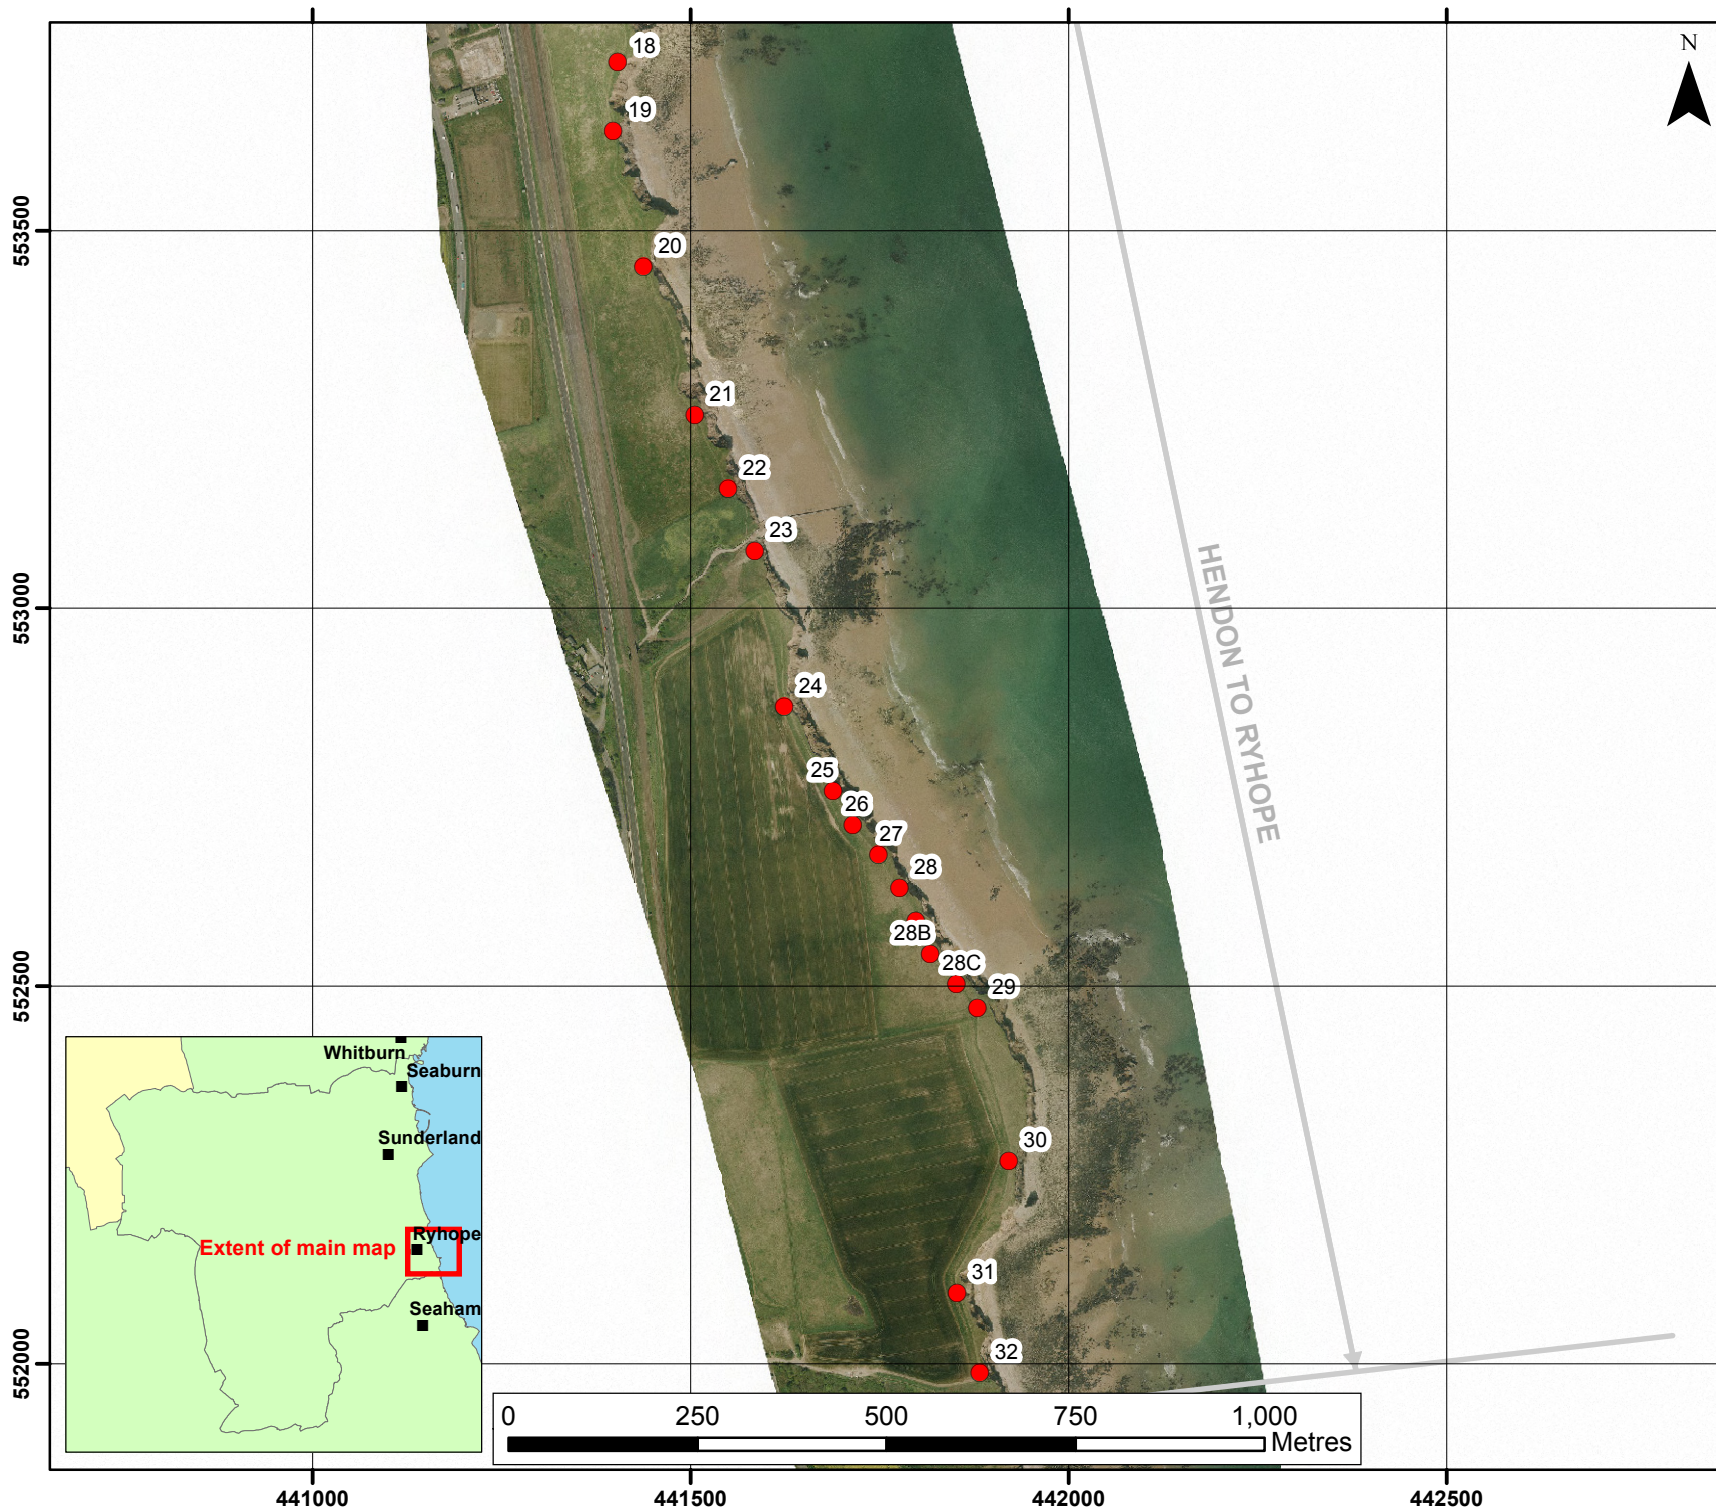 N
18
19
20
21
22
23
24
25
26
27
28
28B
28C
29
30
31
32
HENDON TO RYHOPE
553500
553000
552500
552000
Whitburn
Seaburn
Sunderland
Ryhope
Extent of main map
Seaham
0 250 500 750 1,000
Metres
441000 441500 442000 442500